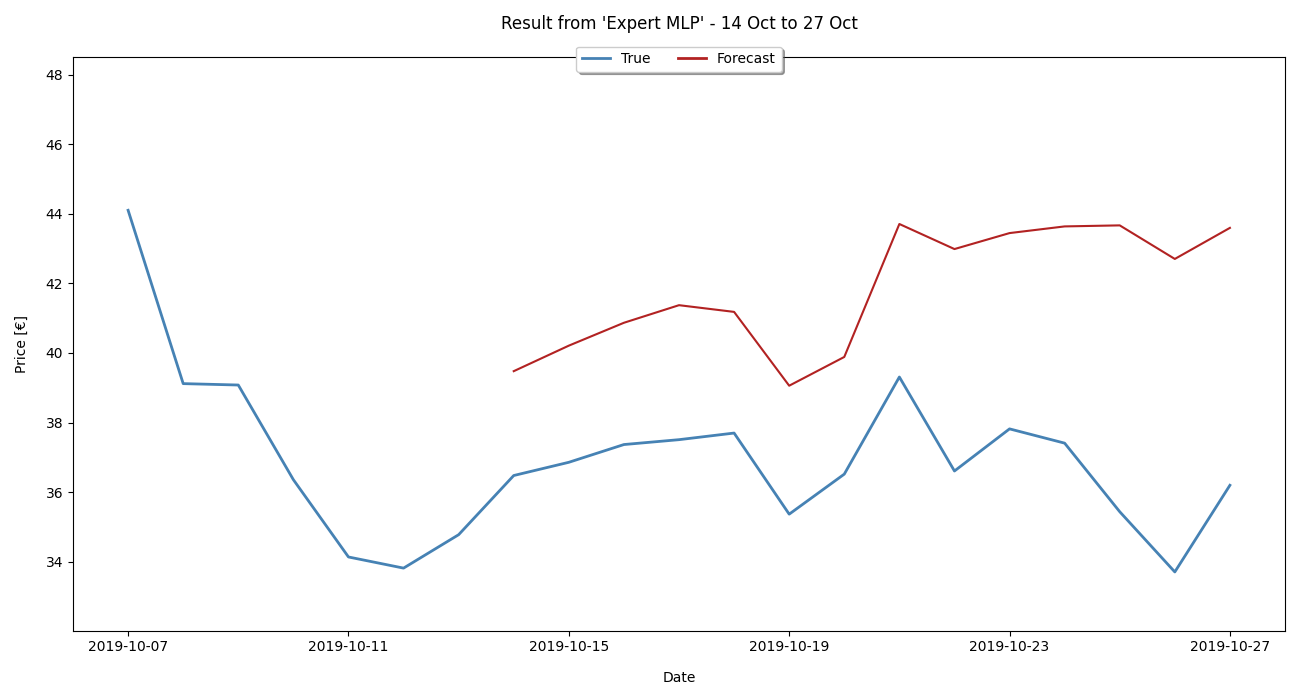 Result from 'Expert MLP' - 14 Oct to 27 Oct
True Forecast
48
46
44
42
40
38
36
34
Price [€]
2019-10-07 2019-10-11 2019-10-15 2019-10-19 2019-10-23 2019-10-27
Date